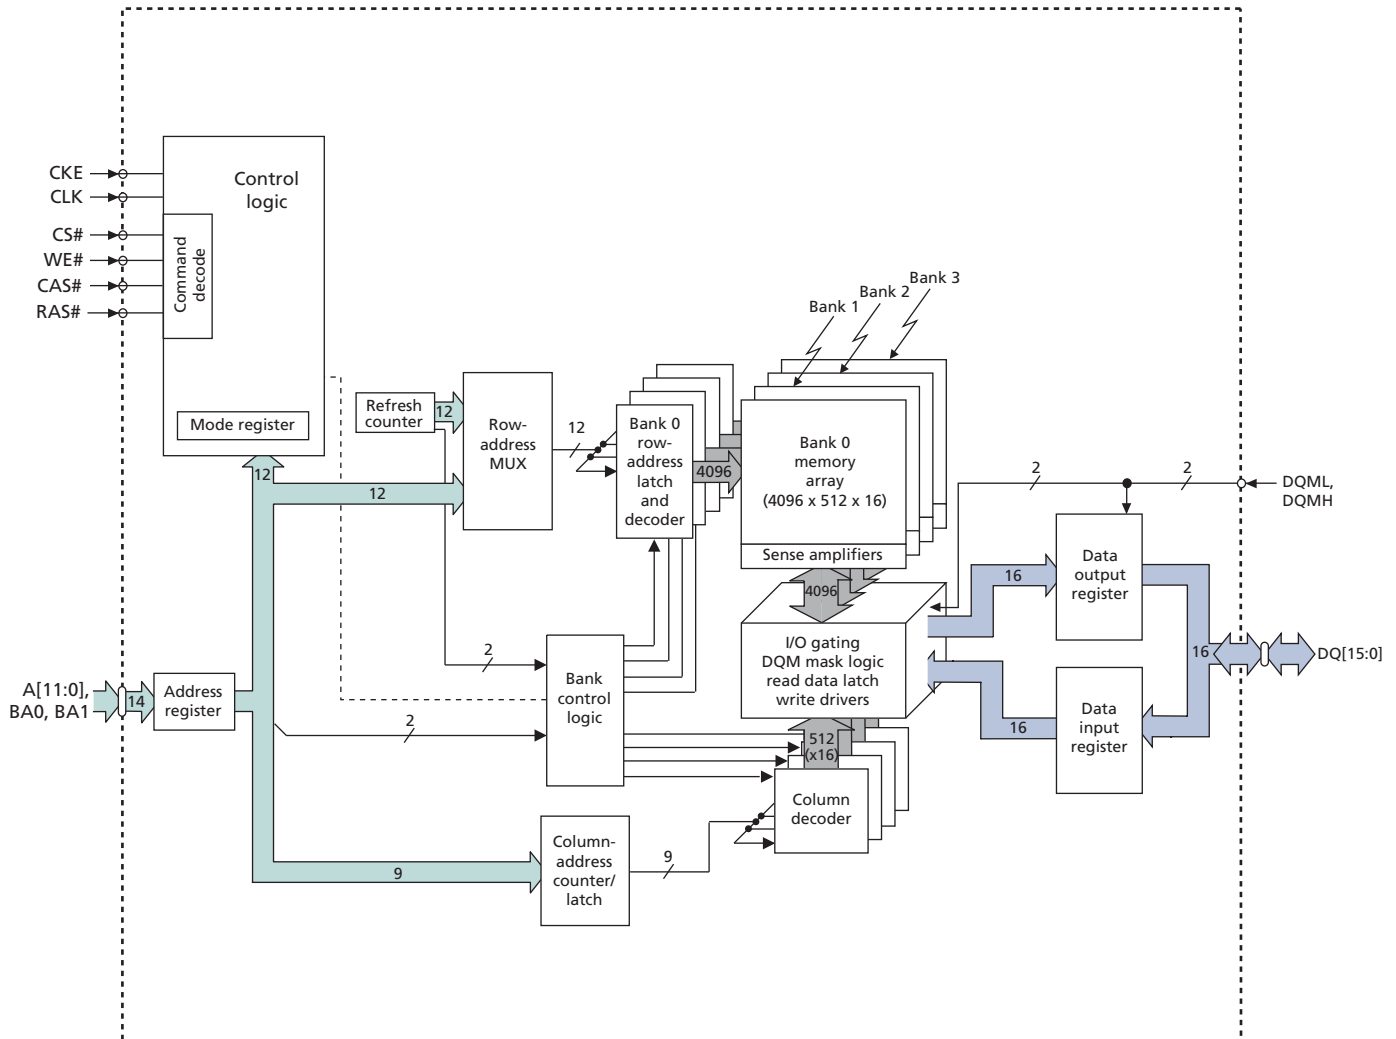 CKE
CLK
CS#
WE#
CAS#
RAS#
Control
logic
Command
decode
Mode register
Refresh
counter
12
Row-
address
MUX
12
12
12
Bank 0
row-
address
latch
and
decoder
4096
Bank 1
Bank 2
Bank 3
Bank 0
memory
array
(4096 x 512 x 16)
Sense amplifiers
4096
I/O gating
DQM mask logic
read data latch
write drivers
2
2
DQML,
DQMH
16
Data
output
register
16
DQ[15:0]
16
Data
input
register
A[11:0],
BA0, BA1
14
Address
register
2
2
Bank
control
logic
512
(x16)
Column
decoder
9
Column-
address
counter/
latch
9